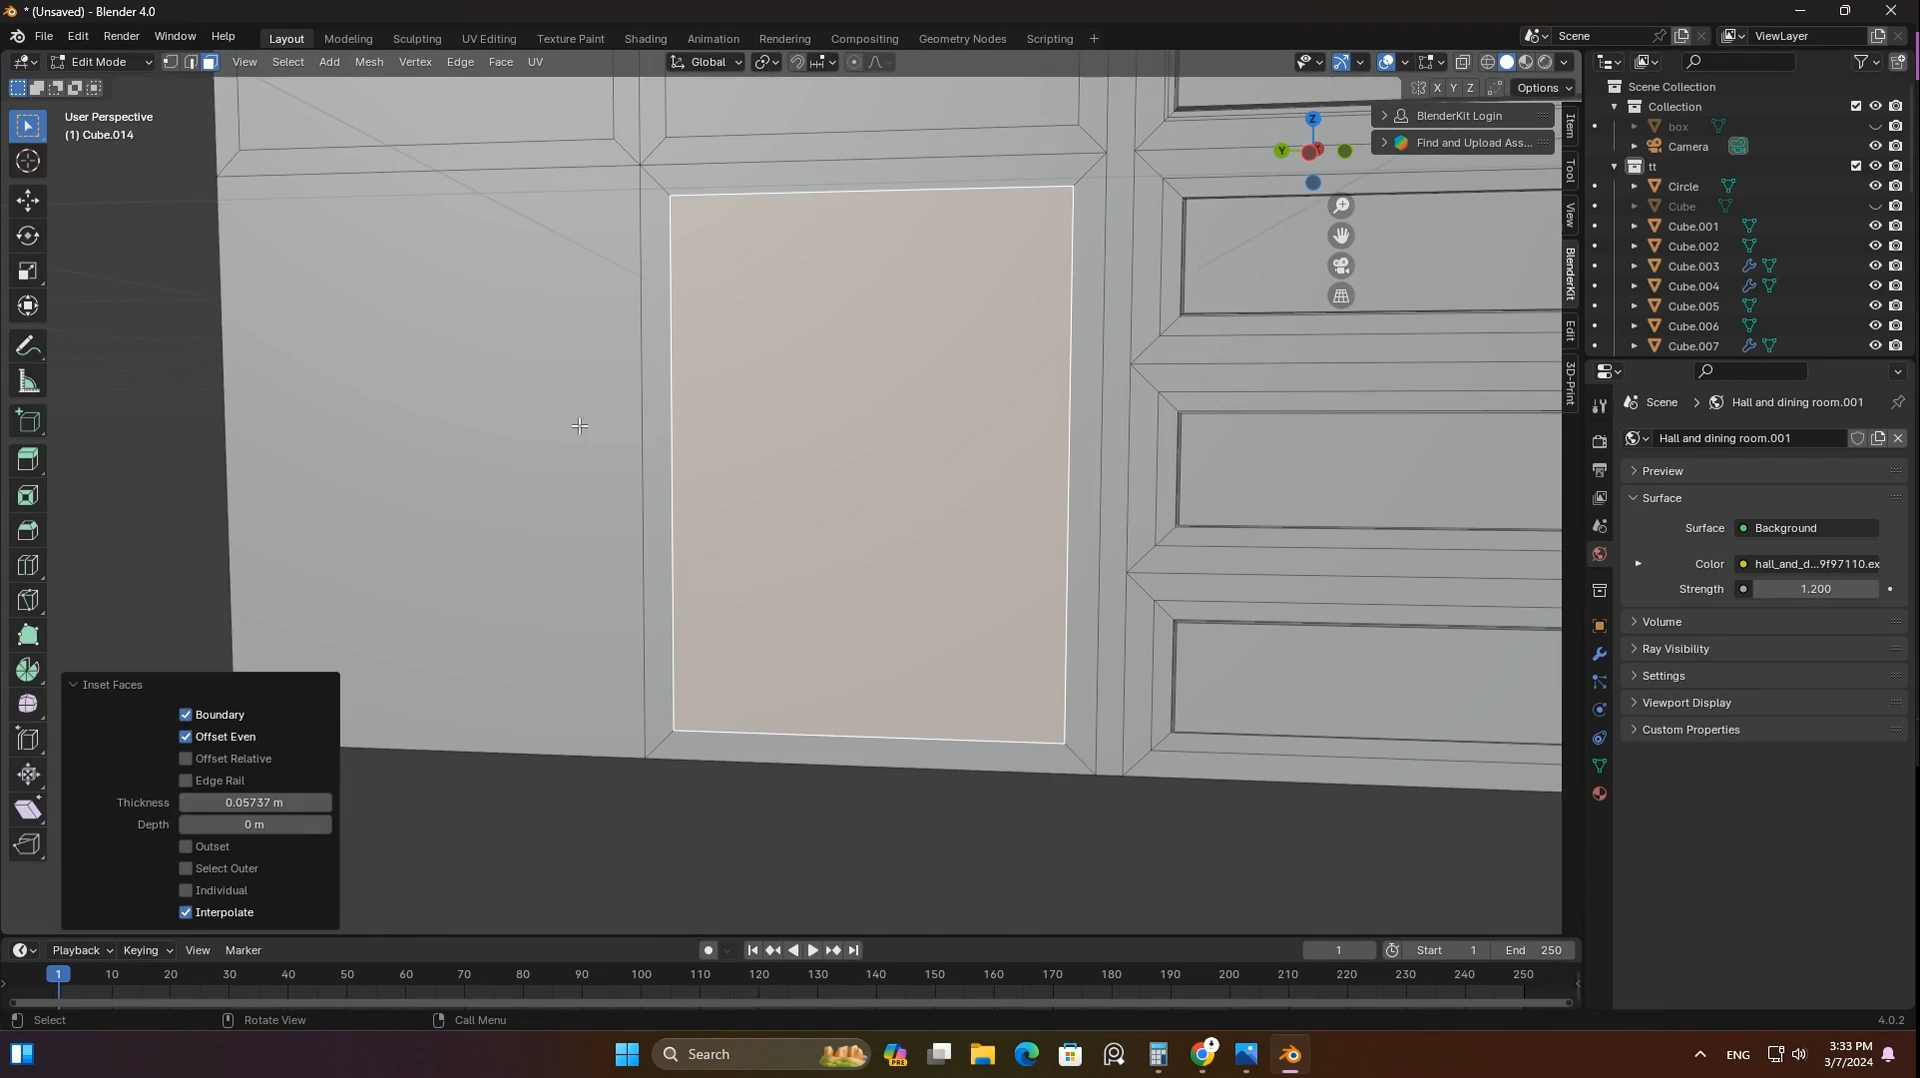 * (Unsaved) - Blender 4.0
File Edit Render Window Help
Layout Modeling Sculpting UV Editing Texture Paint Shading Animation Rendering Compositing Geometry Nodes Scripting +
Scene ViewLayer
Edit Mode View Select Add Mesh Vertex Edge Face UV Global
X Y Z Options
User Perspective
(1) Cube.014
BlenderKit Login
Find and Upload Ass...
Z
Y
Item
Tool
View
BlenderKit
Edit
3D-Print
Scene Collection
Collection
box
Camera
tt
Circle
Cube
Cube.001
Cube.002
Cube.003
Cube.004
Cube.005
Cube.006
Cube.007
Scene > Hall and dining room.001
Hall and dining room.001
Preview
Surface
Surface Background
Color hall_and_d...9f97110.ex
Strength 1.200
Volume
Ray Visibility
Settings
Viewport Display
Custom Properties
Inset Faces
Boundary
Offset Even
Offset Relative
Edge Rail
Thickness 0.05737 m
Depth 0 m
Outset
Select Outer
Individual
Interpolate
Playback Keying View Marker
1 Start 1 End 250
1 10 20 30 40 50 60 70 80 90 100 110 120 130 140 150 160 170 180 190 200 210 220 230 240 250
Select Rotate View Call Menu 4.0.2
Search
PRE
ENG
3:33 PM
3/7/2024